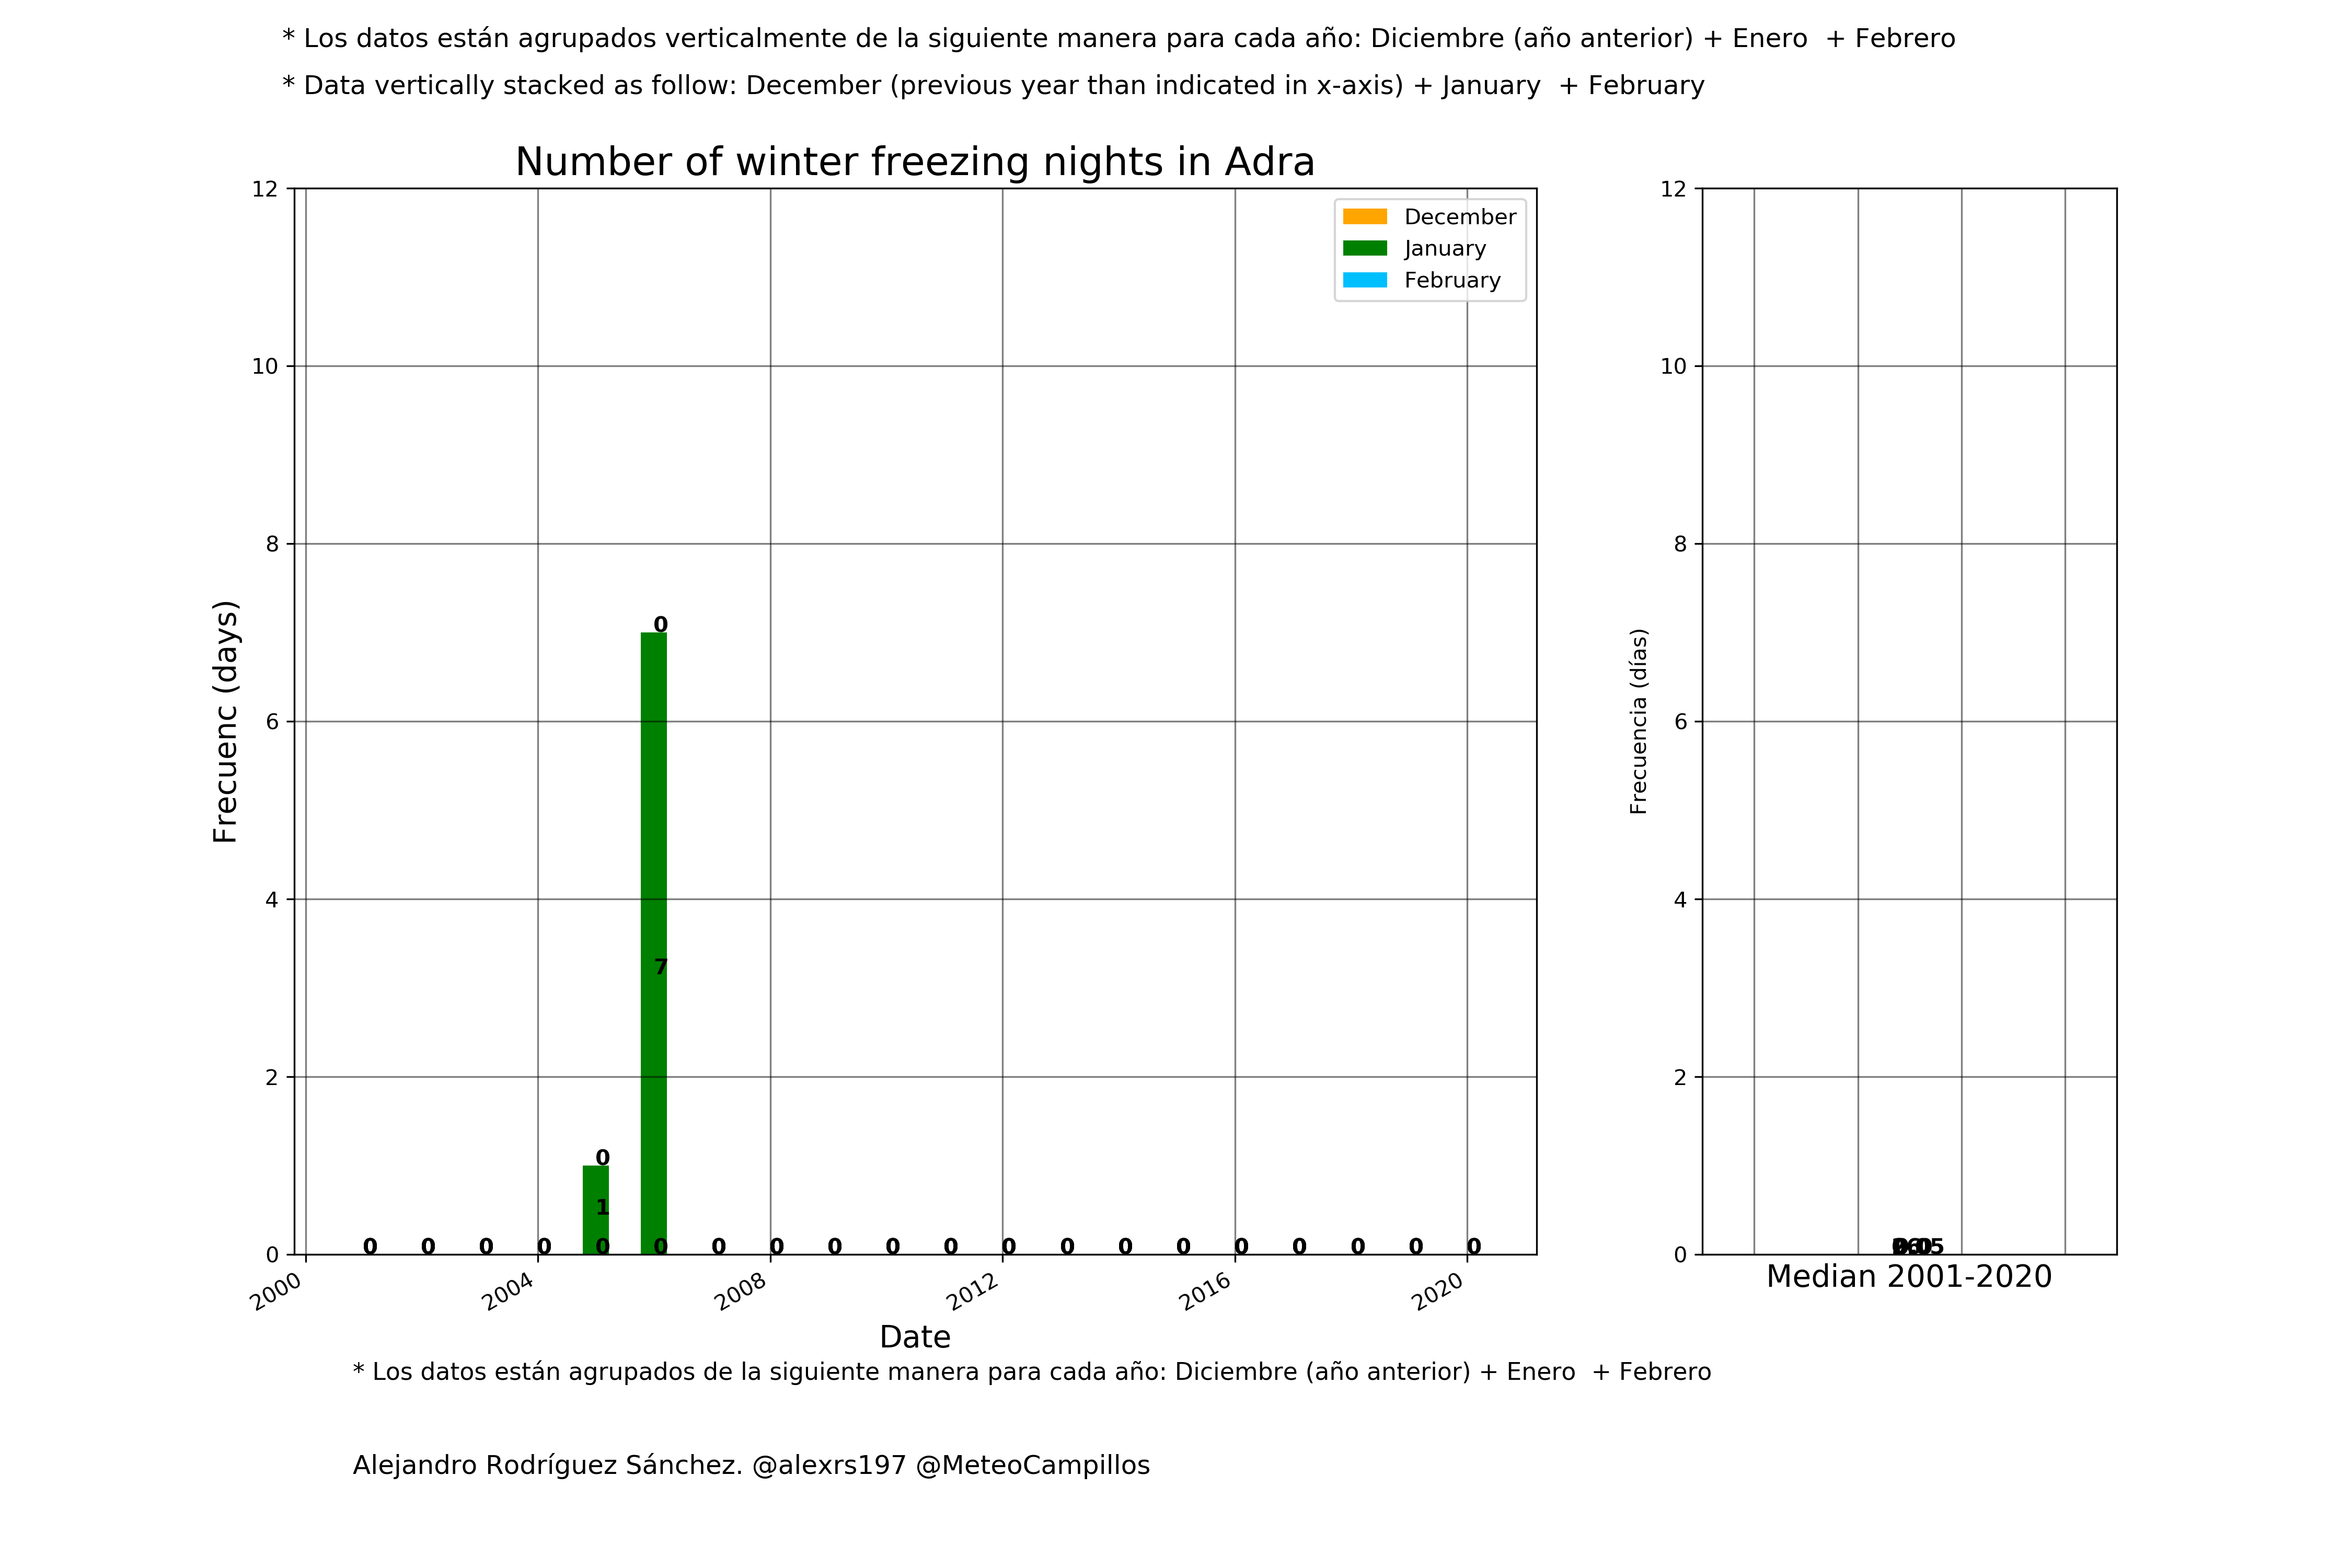 * Los datos están agrupados verticalmente de la siguiente manera para cada año: Diciembre (año anterior) + Enero  + Febrero
* Data vertically stacked as follow: December (previous year than indicated in x-axis) + January  + February
Number of winter freezing nights in Adra
December
January
February
12
10
8
6
4
2
0
Frecuenc (days)
0
7
0
1
0 0 0 0 0 0 0 0 0 0 0 0 0 0 0 0 0 0 0 0
2000 2004 2008 2012 2016 2020
Date
12
10
8
6
4
2
0
Frecuencia (días)
Median 2001-2020
* Los datos están agrupados de la siguiente manera para cada año: Diciembre (año anterior) + Enero  + Febrero
Alejandro Rodríguez Sánchez. @alexrs197 @MeteoCampillos